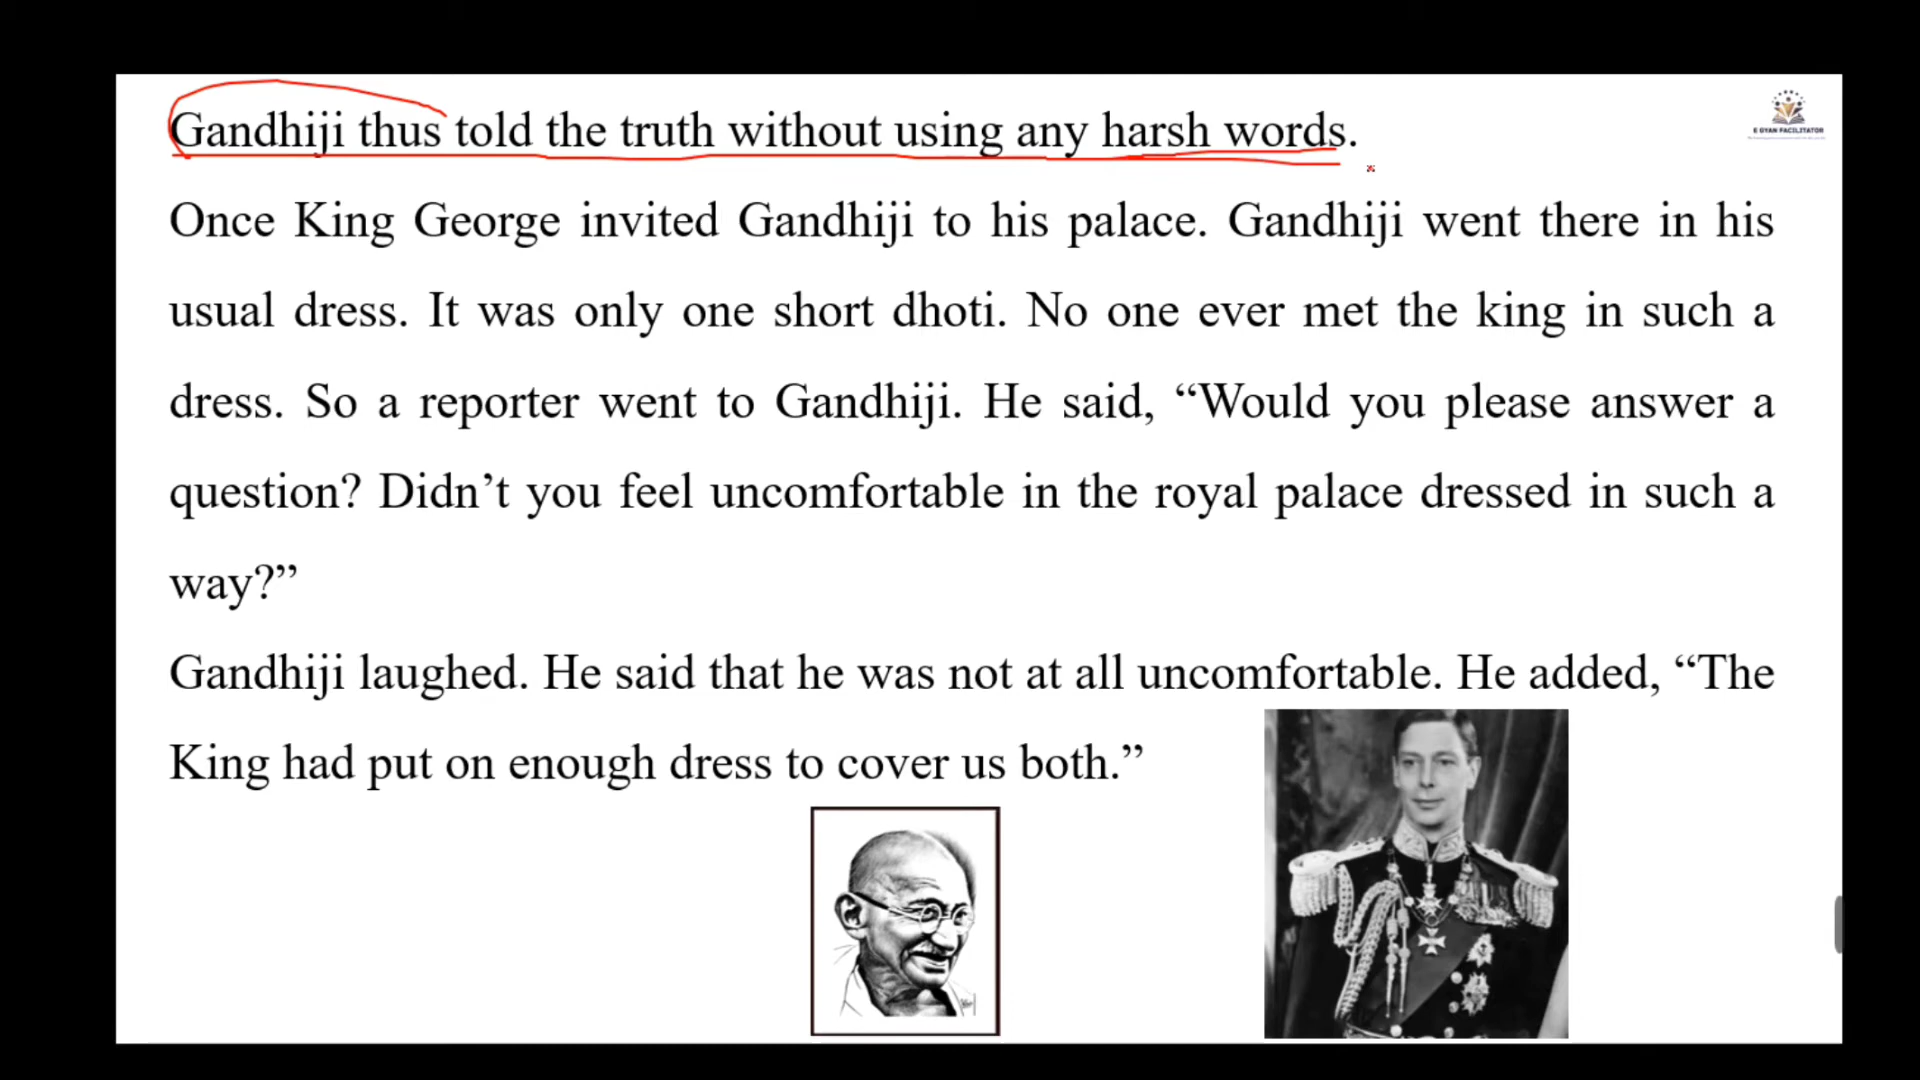 Gandhiji thus told the truth without using any harsh words.
E GYAN FACILITATOR
Once King George invited Gandhiji to his palace. Gandhiji went there in his
usual dress. It was only one short dhoti. No one ever met the king in such a
dress. So a reporter went to Gandhiji. He said, “Would you please answer a
question? Didn’t you feel uncomfortable in the royal palace dressed in such a
way?”
Gandhiji laughed. He said that he was not at all uncomfortable. He added, “The
King had put on enough dress to cover us both.”